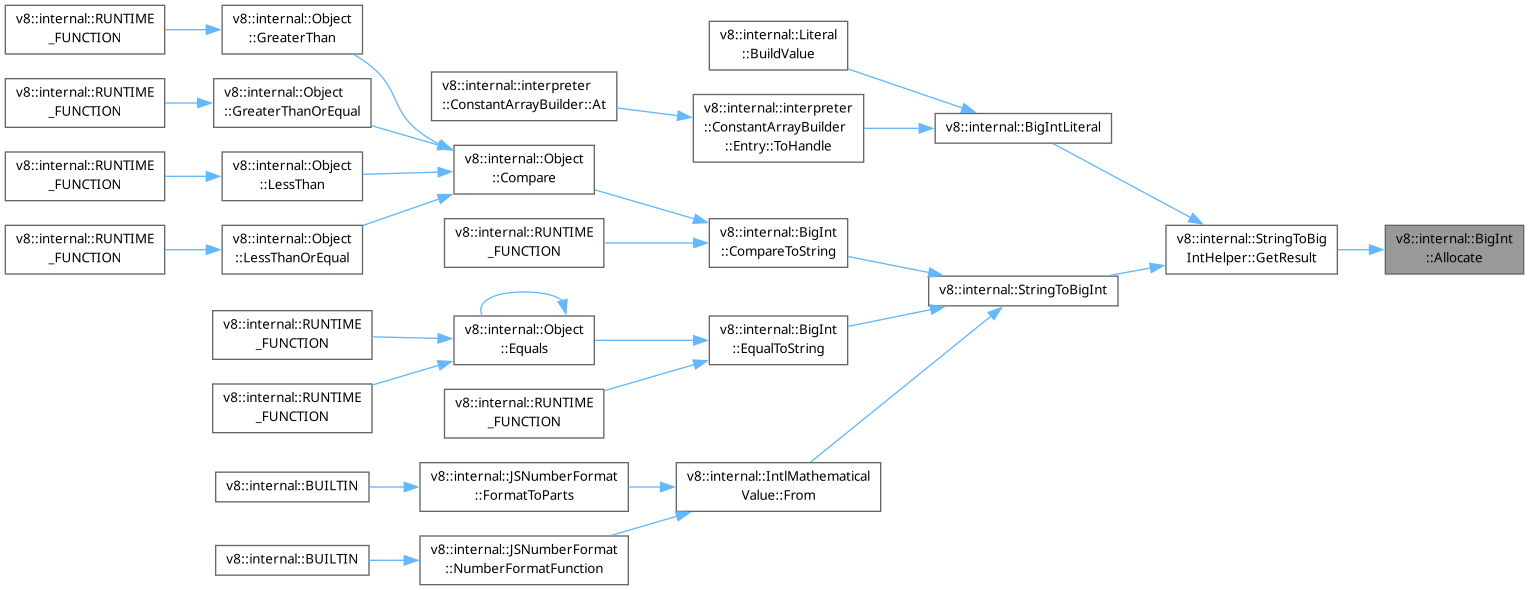 v8::internal::RUNTIME
_FUNCTION
v8::internal::Object
::GreaterThan
v8::internal::RUNTIME
_FUNCTION
v8::internal::Object
::GreaterThanOrEqual
v8::internal::RUNTIME
_FUNCTION
v8::internal::Object
::LessThan
v8::internal::RUNTIME
_FUNCTION
v8::internal::Object
::LessThanOrEqual
v8::internal::RUNTIME
_FUNCTION
v8::internal::RUNTIME
_FUNCTION
v8::internal::BUILTIN
v8::internal::BUILTIN
v8::internal::interpreter
::ConstantArrayBuilder::At
v8::internal::Object
::Compare
v8::internal::RUNTIME
_FUNCTION
v8::internal::Object
::Equals
v8::internal::RUNTIME
_FUNCTION
v8::internal::JSNumberFormat
::FormatToParts
v8::internal::JSNumberFormat
::NumberFormatFunction
v8::internal::Literal
::BuildValue
v8::internal::interpreter
::ConstantArrayBuilder
::Entry::ToHandle
v8::internal::BigInt
::CompareToString
v8::internal::BigInt
::EqualToString
v8::internal::IntlMathematical
Value::From
v8::internal::BigIntLiteral
v8::internal::StringToBigInt
v8::internal::StringToBig
IntHelper::GetResult
v8::internal::BigInt
::Allocate